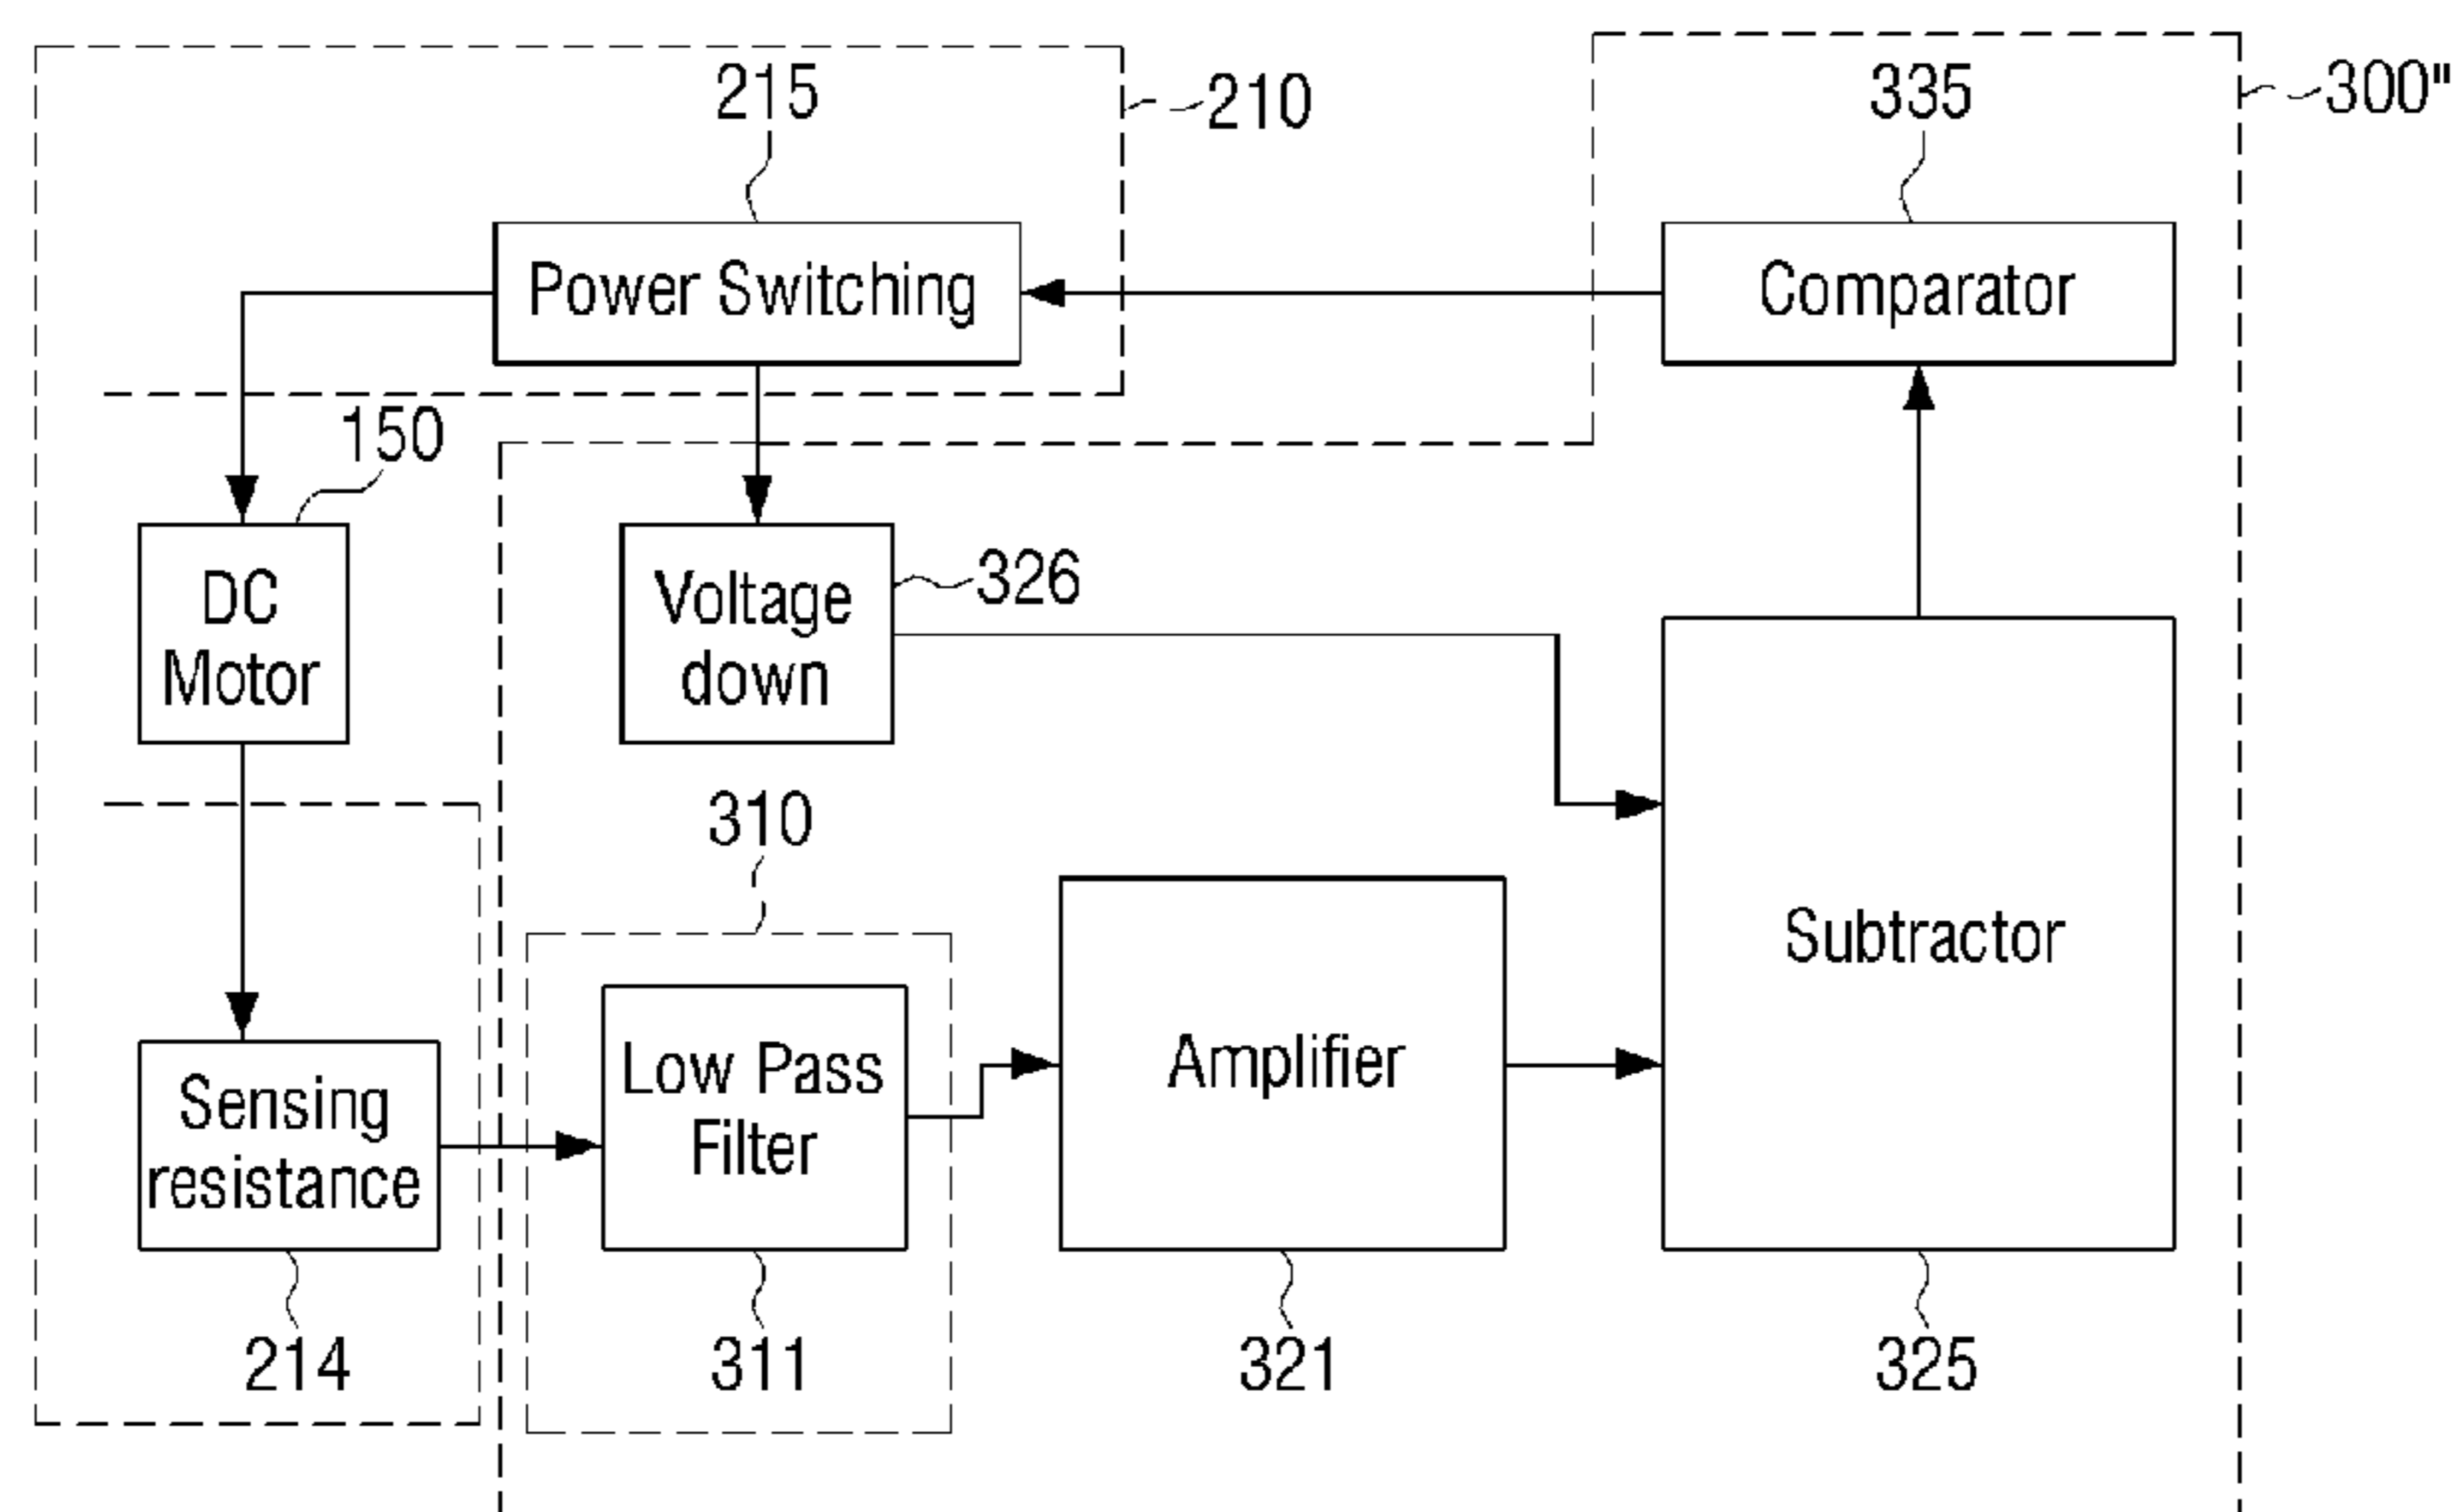 215
210
335
300"
Power Switching
Comparator
150
DC
Motor
Voltage
down
326
310
Subtractor
Low Pass
Filter
Amplifier
Sensing
resistance
214
311
321
325